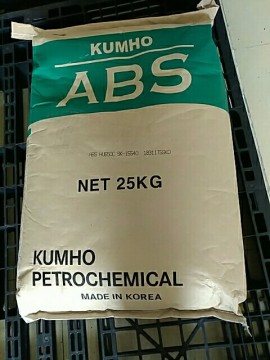 KUMHO
ABS
NET 25KG
KUMHO
PETROCHEMICAL
MADE IN KOREA